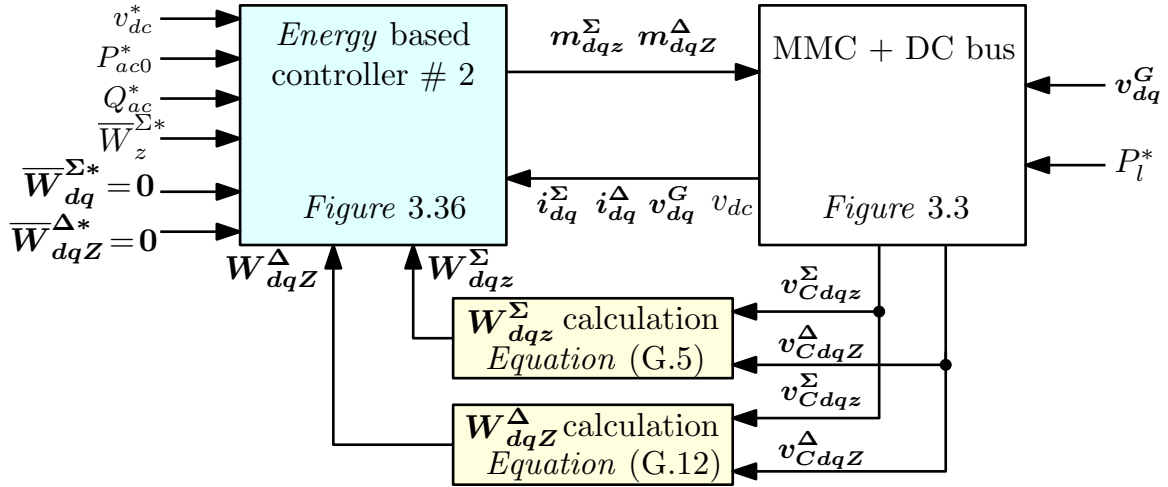 v*dc
P*ac0
Q*ac
W̅Σ*z
W̅Σ*dq = 0
W̅Δ*dqZ = 0
Energy based
controller # 2
Figure 3.36
mΣdqz mΔdqZ
iΣdq iΔdq vGdq vdc
MMC + DC bus
Figure 3.3
vGdq
P*l
WΔdqZ
WΣdqz
vΣCdqz
WΣdqz calculation
Equation (G.5)
vΔCdqZ
vΣCdqz
WΔdqZ calculation
Equation (G.12)
vΔCdqZ